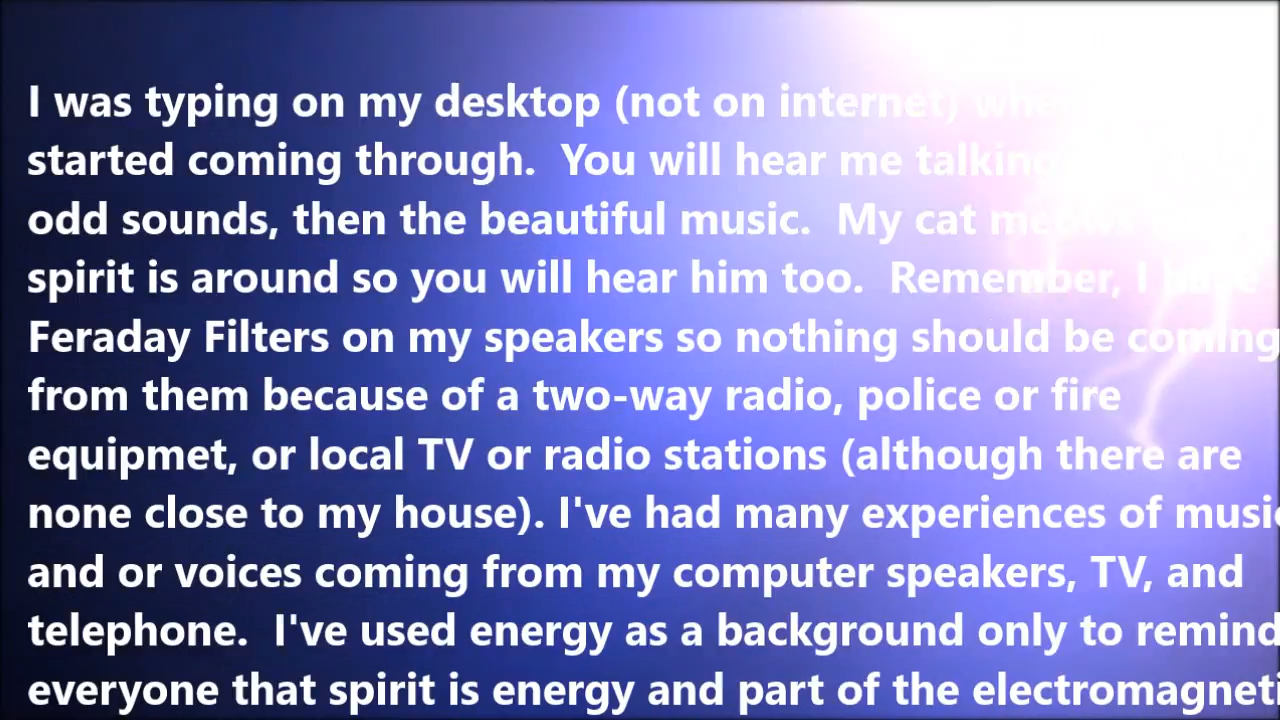 I was typing on my desktop (not on internet) when
started coming through.  You will hear me talking
odd sounds, then the beautiful music.  My cat meows
spirit is around so you will hear him too.  Remember, I have
Feraday Filters on my speakers so nothing should be coming
from them because of a two-way radio, police or fire
equipmet, or local TV or radio stations (although there are
none close to my house). I've had many experiences of music
and or voices coming from my computer speakers, TV, and
telephone.  I've used energy as a background only to remind
everyone that spirit is energy and part of the electromagneti